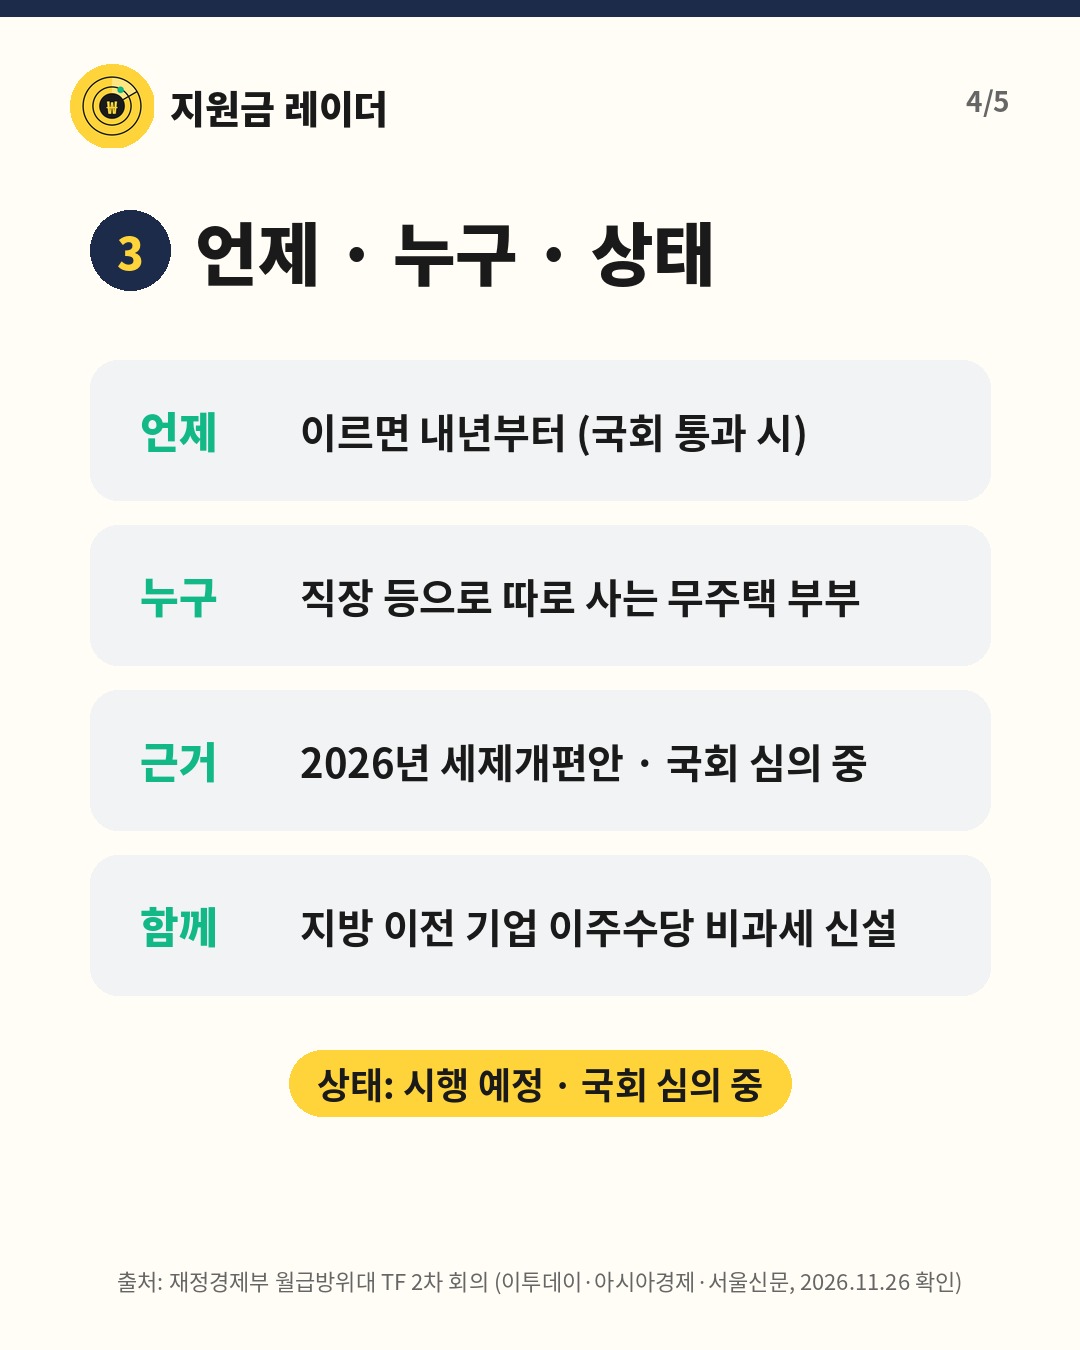 ₩
지원금 레이더
4/5
3 언제 · 누구 · 상태
언제 이르면 내년부터 (국회 통과 시)
누구 직장 등으로 따로 사는 무주택 부부
근거 2026년 세제개편안 · 국회 심의 중
함께 지방 이전 기업 이주수당 비과세 신설
상태: 시행 예정 · 국회 심의 중
출처: 재정경제부 월급방위대 TF 2차 회의 (이투데이·아시아경제·서울신문, 2026.11.26 확인)